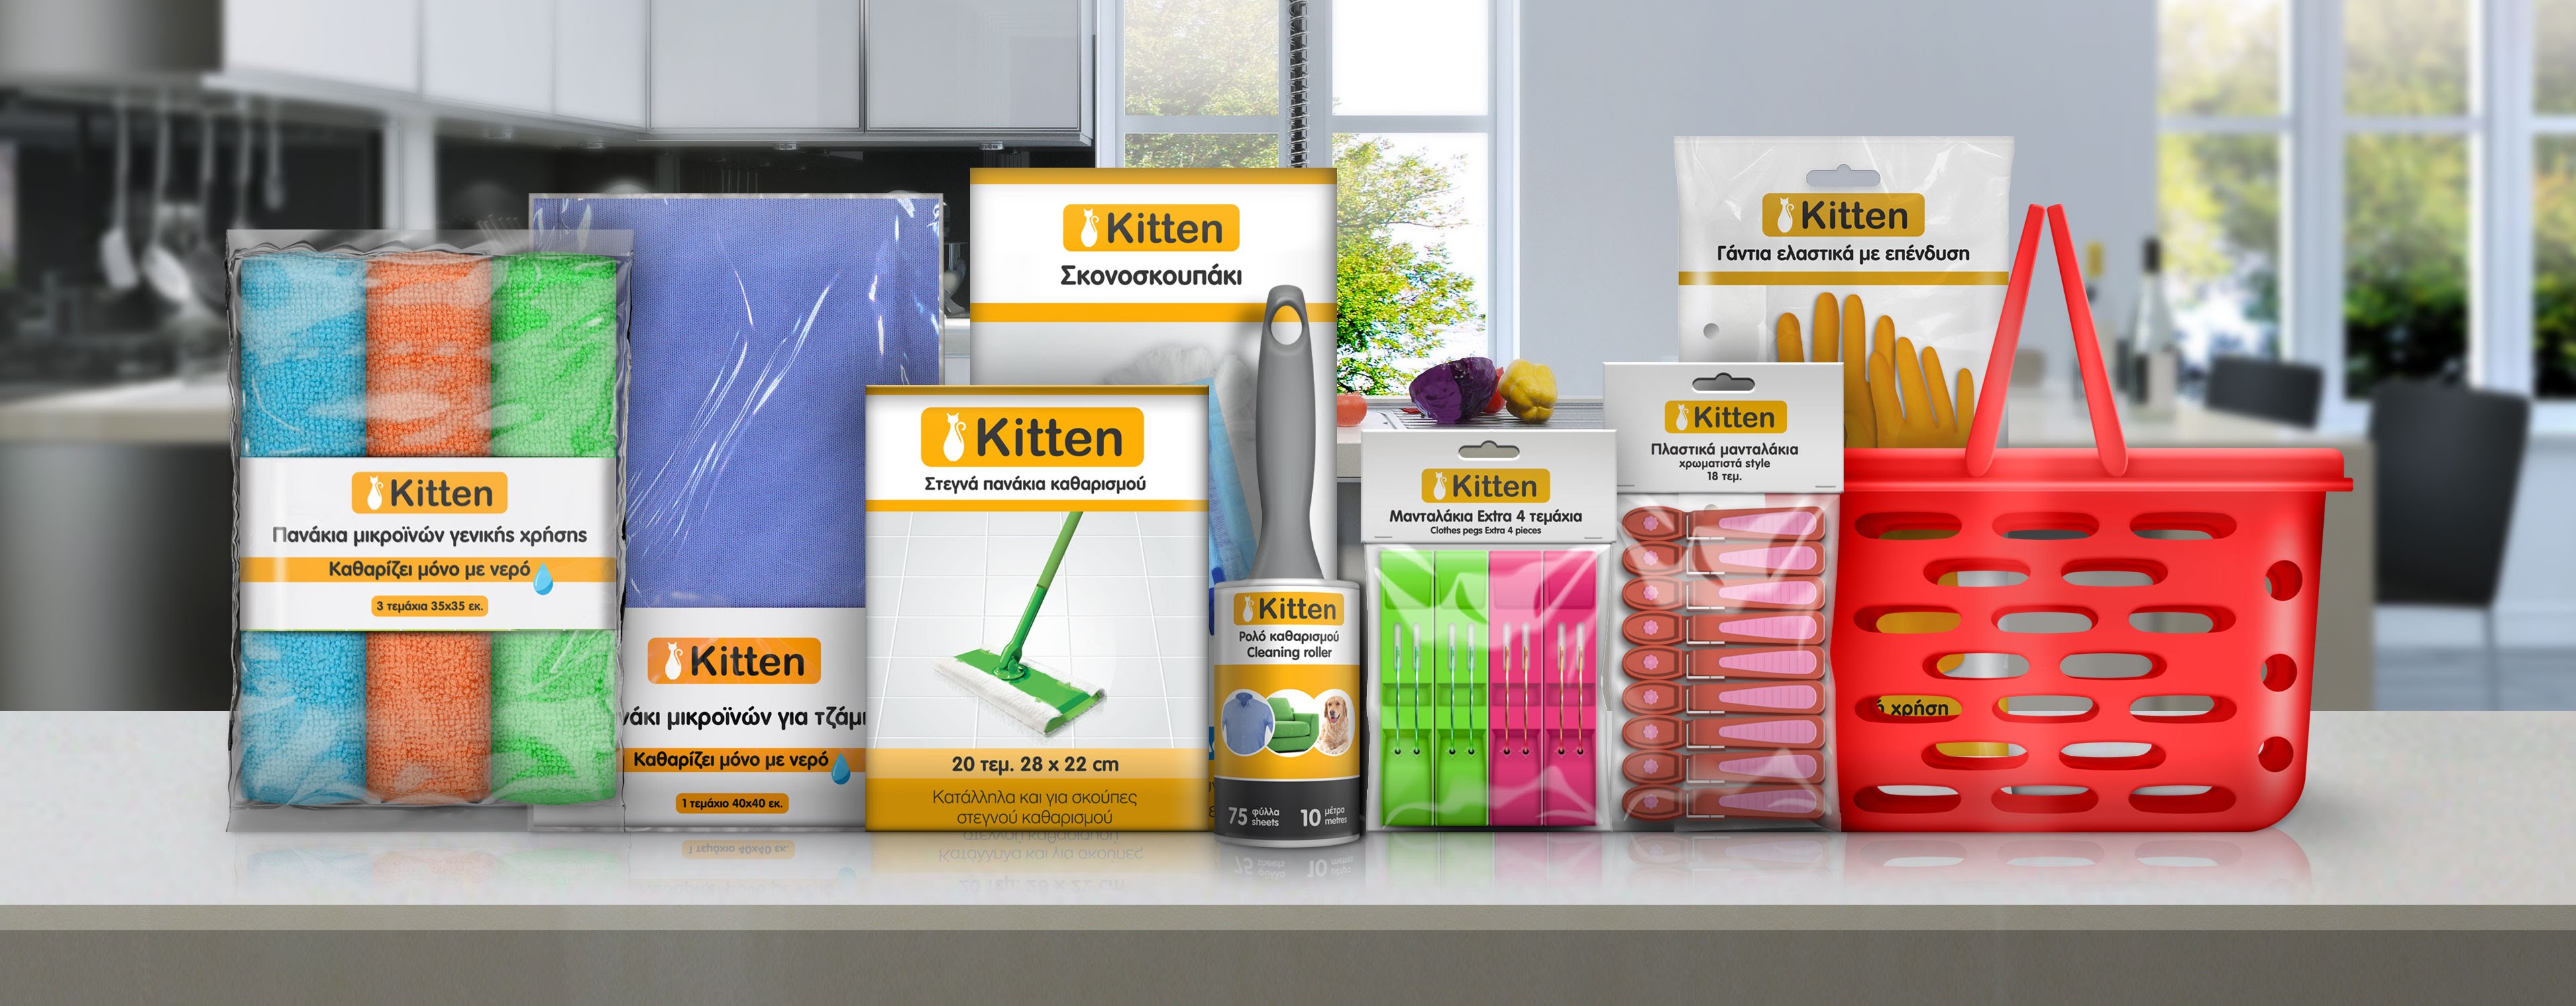 Kitten
Πανάκια μικροϊνών γενικής χρήσης
Καθαρίζει μόνο με νερό
3 τεμάχια 35x35 εκ.
Kitten
νάκι μικροϊνών για τζάμι
Καθαρίζει μόνο με νερό
1 τεμάχιο 40x40 εκ.
Kitten
Σκονοσκουπάκι
Kitten
Στεγνά πανάκια καθαρισμού
20 τεμ. 28 x 22 cm
Κατάλληλα και για σκούπες
στεγνού καθαρισμού
Kitten
Ρολό καθαρισμού
Cleaning roller
75 φύλλα sheets 10 μέτρα metres
Kitten
Μανταλάκια Extra 4 τεμάχια
Clothes pegs Extra 4 pieces
Kitten
Πλαστικά μανταλάκια
χρωματιστά style
18 τεμ.
Kitten
Γάντια ελαστικά με επένδυση
χρήση